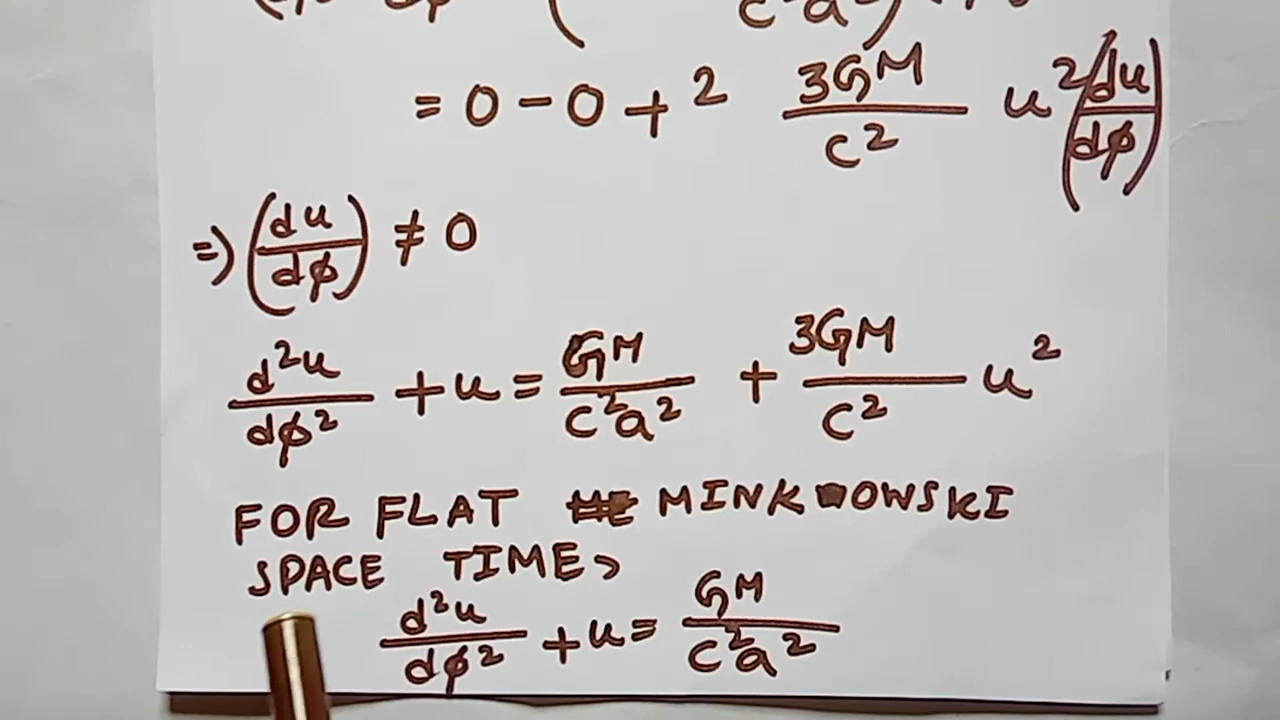 c²a²
= 0 - 0 + 2 3GM/c² u² (du/dφ)
=> (du/dφ) ≠ 0
d²u/dφ² + u = GM/c²a² + 3GM/c² u²
FOR FLAT MINKOWSKI
SPACE TIME,
d²u/dφ² + u = GM/c²a²